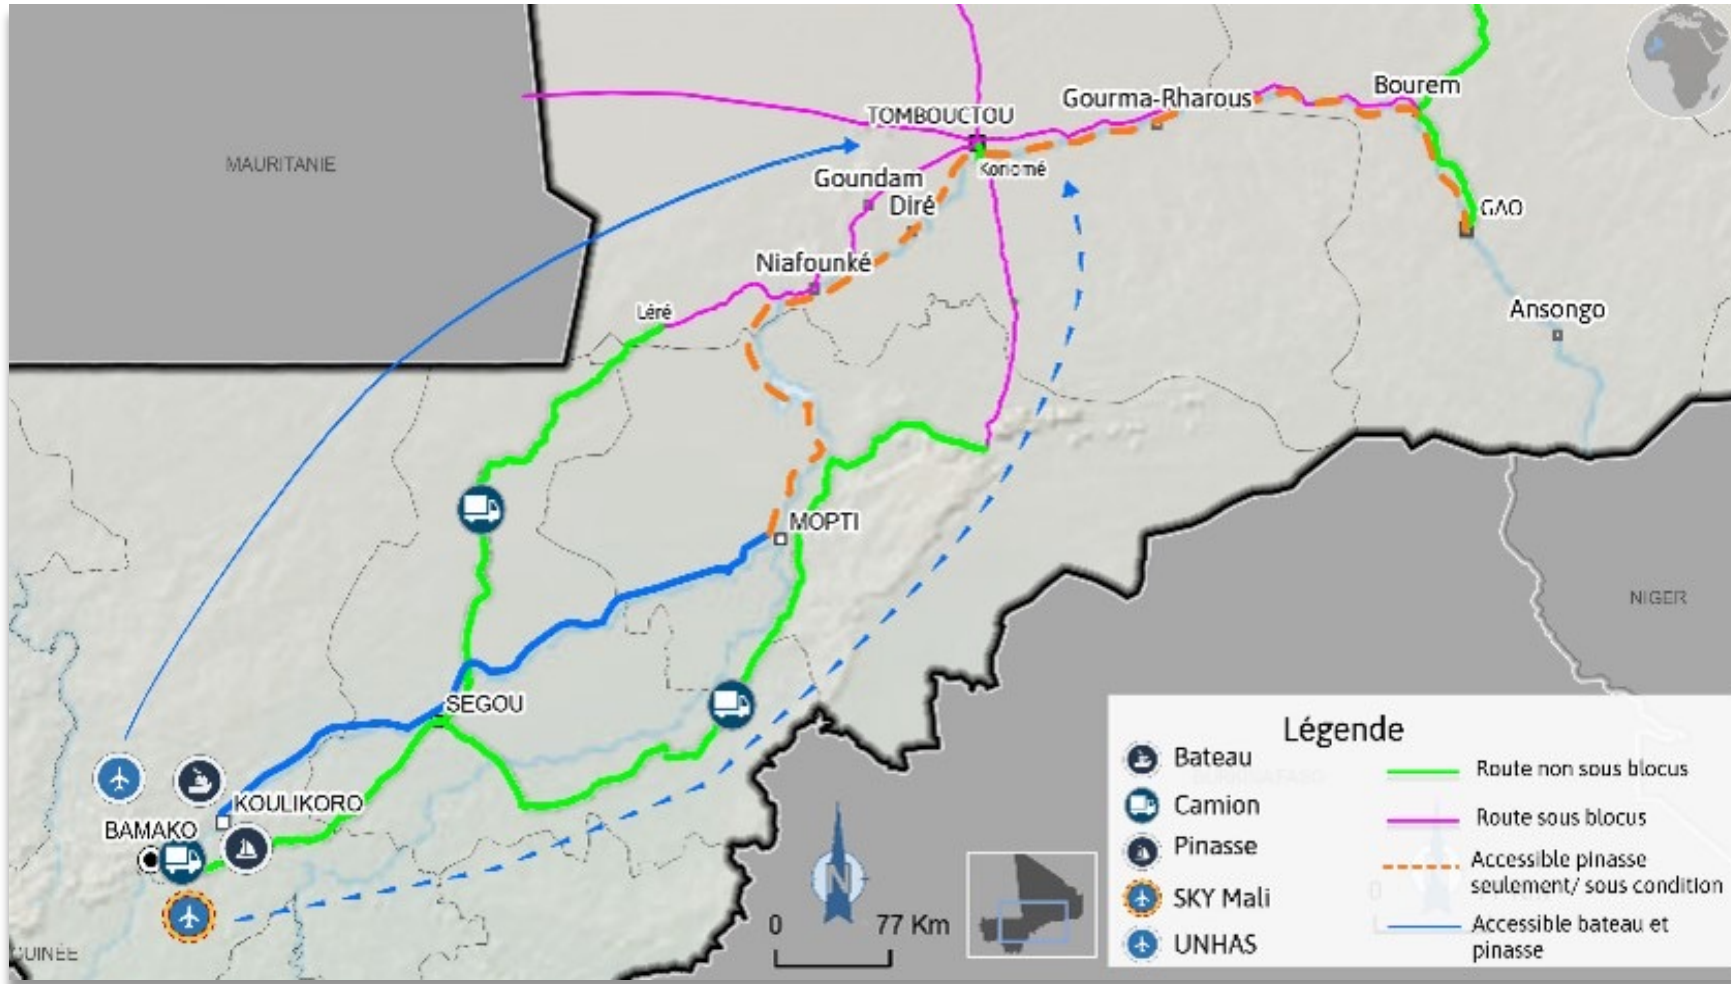 Bourem
Gourma-Rharous
TOMBOUCTOU
MAURITANIE
Koriomé
Goundam
Diré
GAO
Niafounké
Léré
Ansongo
MOPTI
NIGER
SEGOU
KOULIKORO
BAMAKO
N
0 77 Km
Légende
Bateau
Camion
Pinasse
SKY Mali
UNHAS
Route non sous blocus
Route sous blocus
Accessible pinasse
seulement/ sous condition
Accessible bateau et
pinasse